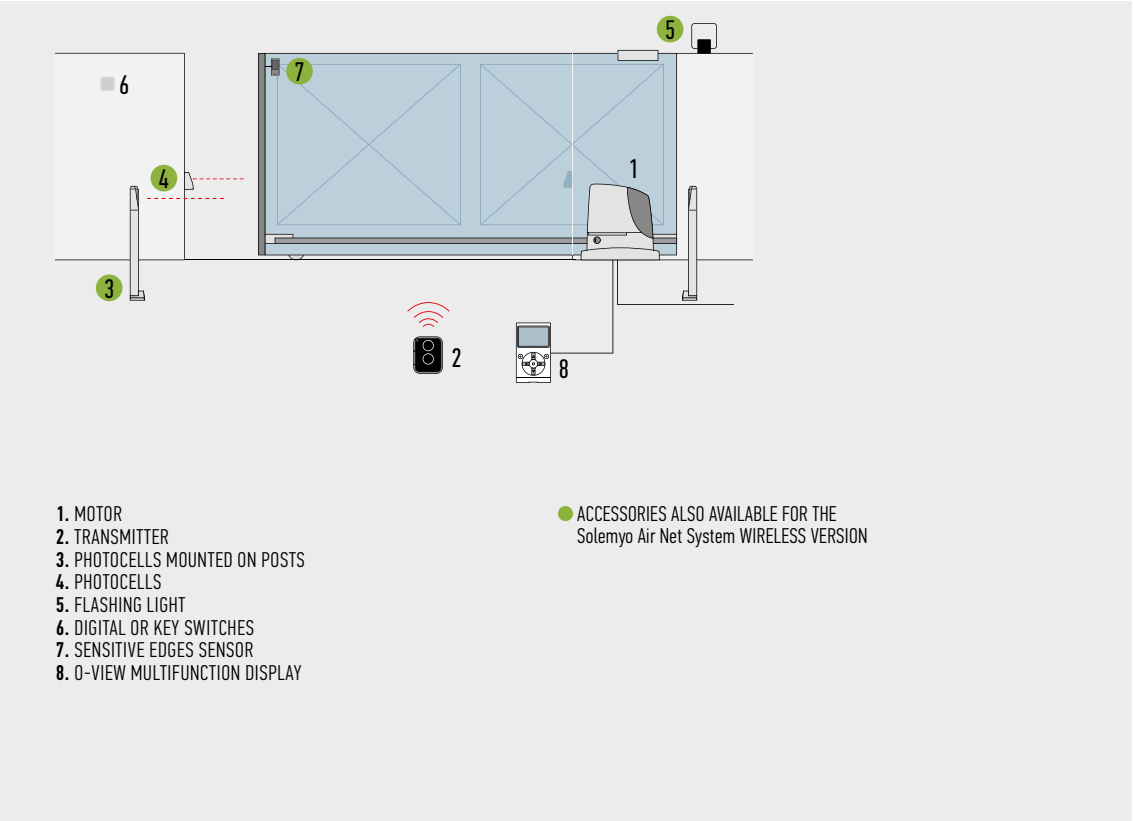 5
7
6
1
4
3
2
8
1. MOTOR
2. TRANSMITTER
3. PHOTOCELLS MOUNTED ON POSTS
4. PHOTOCELLS
5. FLASHING LIGHT
6. DIGITAL OR KEY SWITCHES
7. SENSITIVE EDGES SENSOR
8. O-VIEW MULTIFUNCTION DISPLAY
ACCESSORIES ALSO AVAILABLE FOR THE
Solemyo Air Net System WIRELESS VERSION